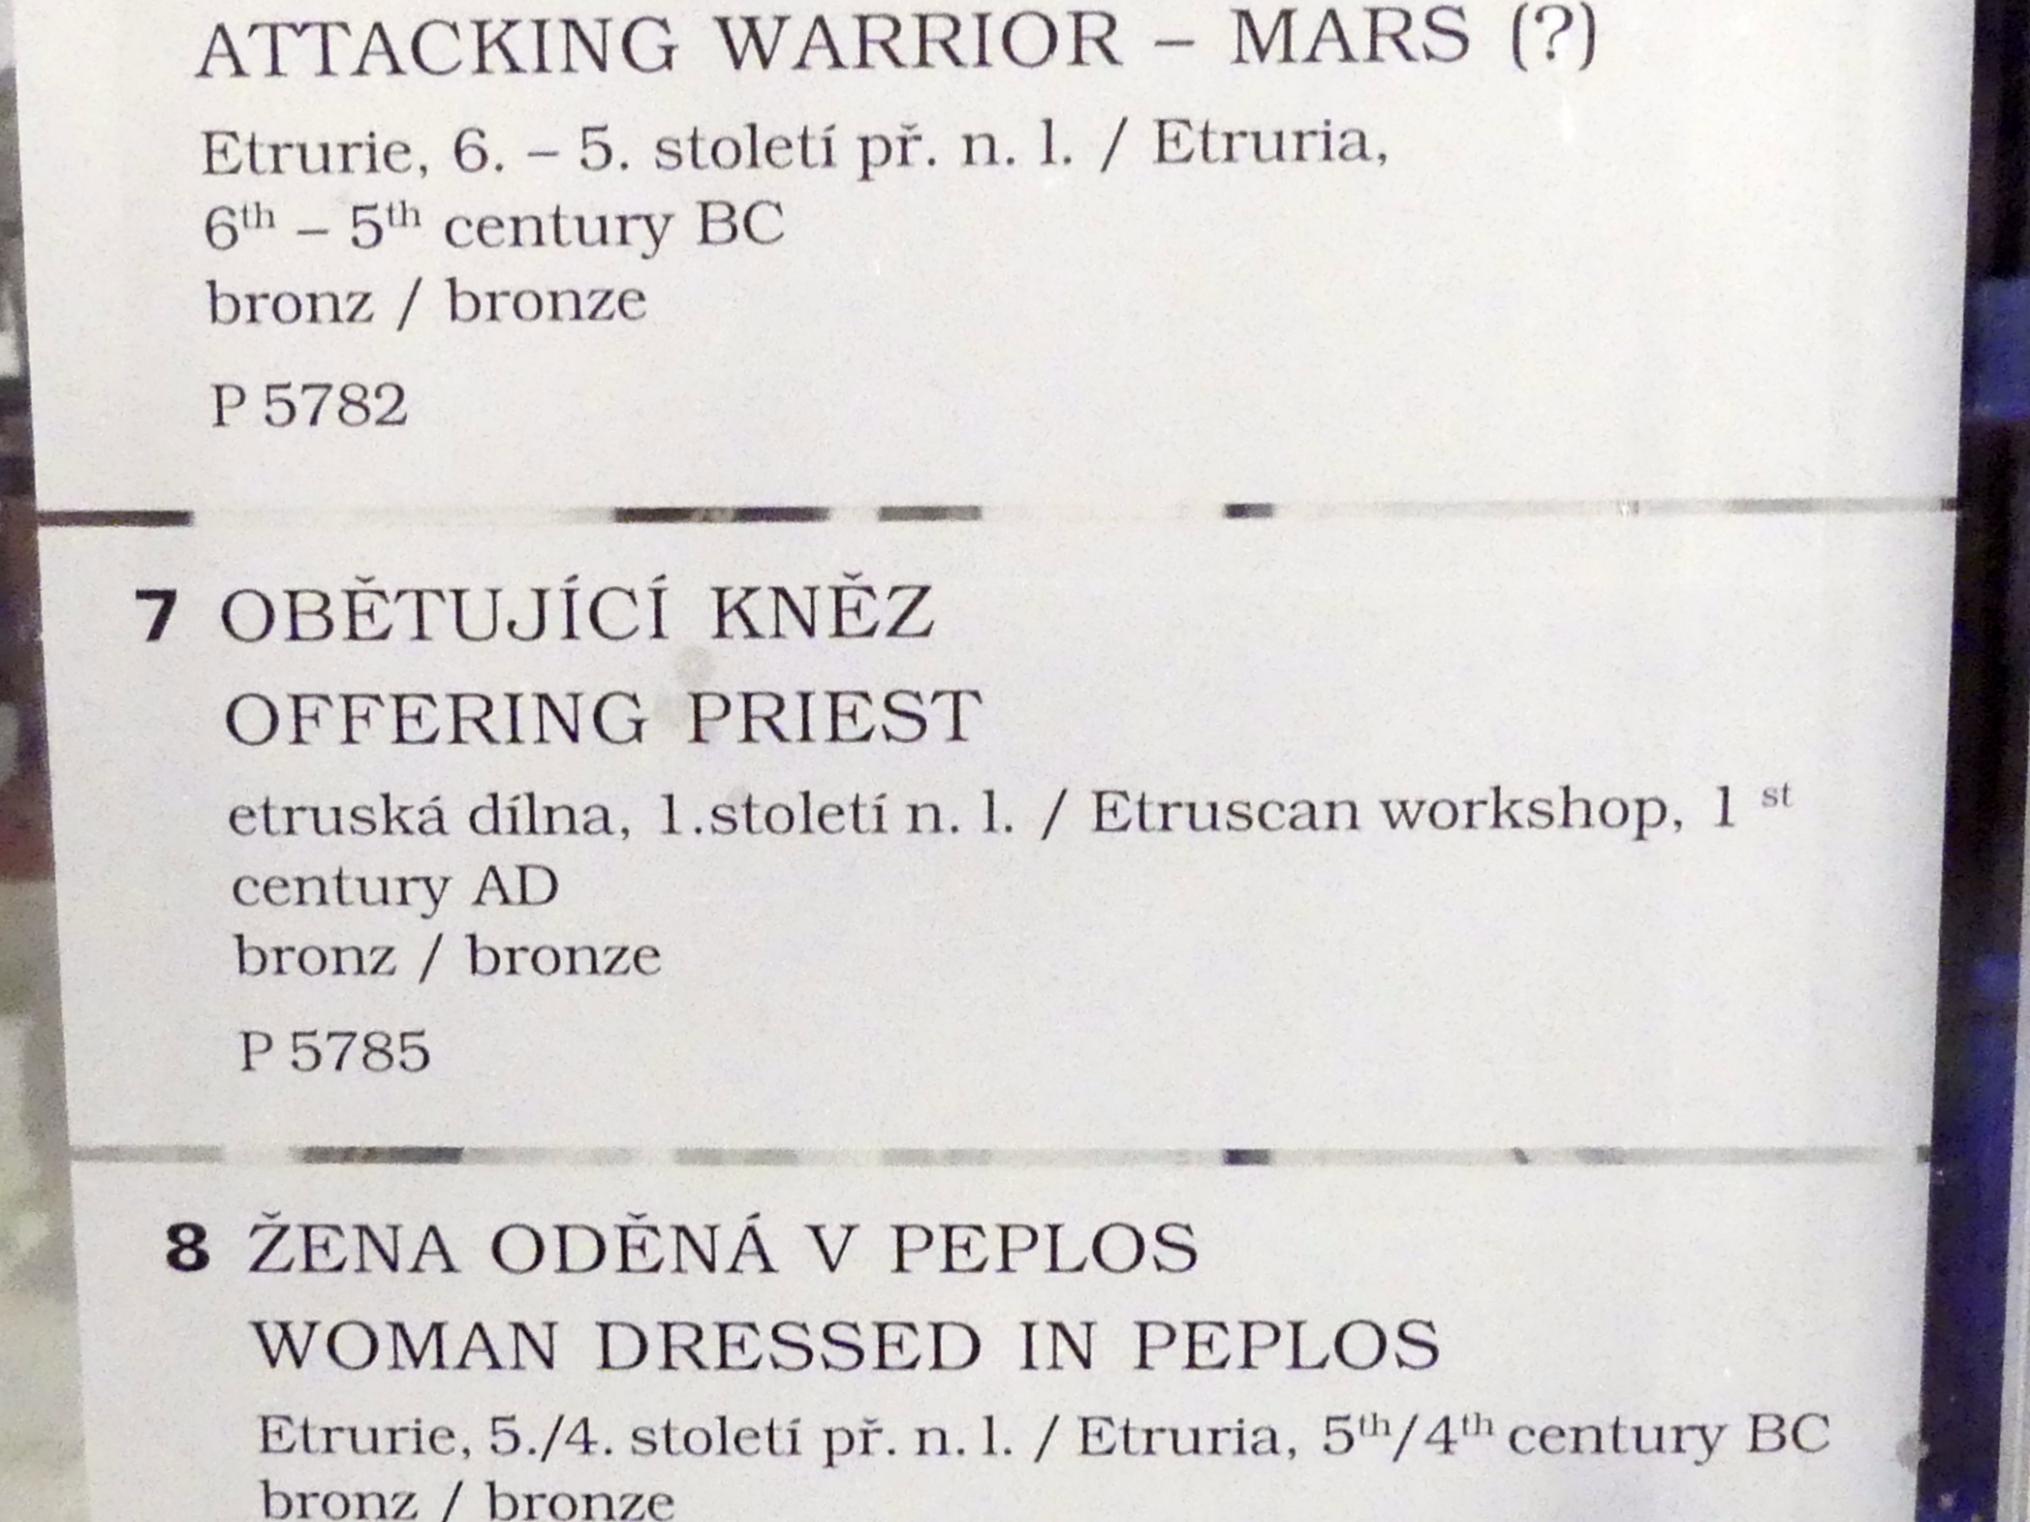 ATTACKING WARRIOR – MARS (?)
Etrurie, 6. – 5. století př. n. l. / Etruria,
6th – 5th century BC
bronz / bronze
P 5782
7 OBĚTUJÍCÍ KNĚZ
OFFERING PRIEST
etruská dílna, 1.století n. l. / Etruscan workshop, 1 st
century AD
bronz / bronze
P 5785
8 ŽENA ODĚNÁ V PEPLOS
WOMAN DRESSED IN PEPLOS
Etrurie, 5./4. století př. n. l. / Etruria, 5th/4th century BC
bronz / bronze